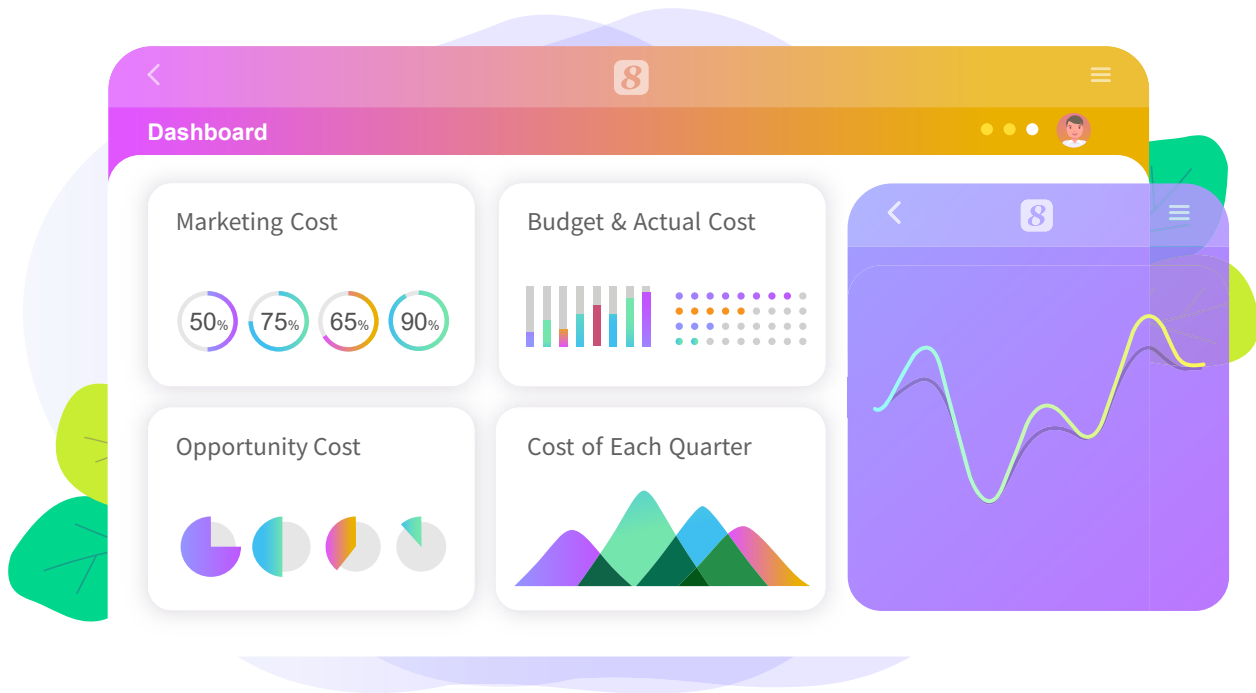 8
Dashboard
Marketing Cost
50% 75% 65% 90%
Budget & Actual Cost
8
Opportunity Cost
Cost of Each Quarter